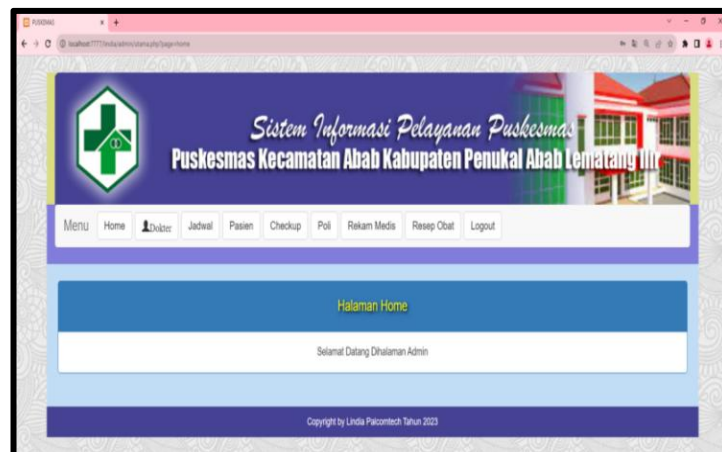 PUSKESMAS
Sistem Informasi Pelayanan Puskesmas
Puskesmas Kecamatan Abab Kabupaten Penukal Abab Lematang Ilir
Menu Home Dokter Jadwal Pasien Checkup Poli Rekam Medis Resep Obat Logout
Halaman Home
Selamat Datang Dihalaman Admin
Copyright by Lindia Palcomtech Tahun 2023